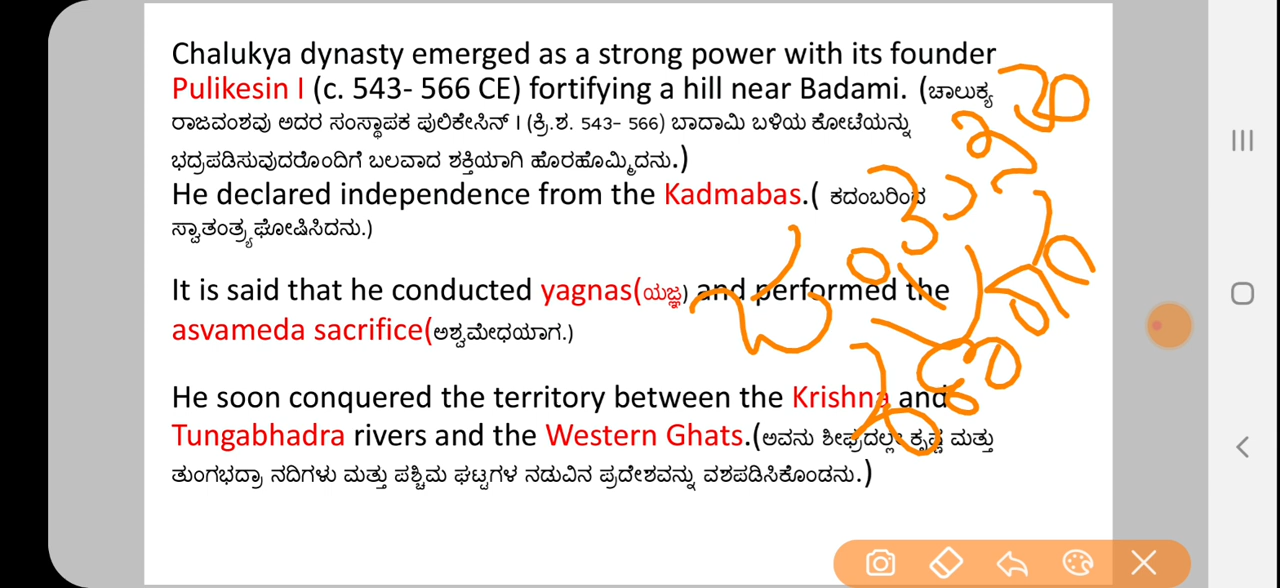 Chalukya dynasty emerged as a strong power with its founder
Pulikesin I (c. 543- 566 CE) fortifying a hill near Badami. (ಚಾಲುಕ್ಯ
ರಾಜವಂಶವು ಅದರ ಸಂಸ್ಥಾಪಕ ಪುಲಿಕೇಸಿನ್ I (ಕ್ರಿ.ಶ. 543- 566) ಬಾದಾಮಿ ಬಳಿಯ ಕೋಟೆಯನ್ನು
ಭದ್ರಪಡಿಸುವುದರೊಂದಿಗೆ ಬಲವಾದ ಶಕ್ತಿಯಾಗಿ ಹೊರಹೊಮ್ಮಿದನು.)
He declared independence from the Kadmabas.( ಕದಂಬರಿಂದ
ಸ್ವಾತಂತ್ರ್ಯಘೋಷಿಸಿದನು.)
It is said that he conducted yagnas(ಯಜ್ಞ) and performed the
asvameda sacrifice(ಅಶ್ವಮೇಧಯಾಗ.)
He soon conquered the territory between the Krishna and
Tungabhadra rivers and the Western Ghats.(ಅವನು ಶೀಘ್ರದಲ್ಲೇ ಕೃಷ್ಣ ಮತ್ತು
ತುಂಗಭದ್ರಾ ನದಿಗಳು ಮತ್ತು ಪಶ್ಚಿಮ ಘಟ್ಟಗಳ ನಡುವಿನ ಪ್ರದೇಶವನ್ನು ವಶಪಡಿಸಿಕೊಂಡನು.)